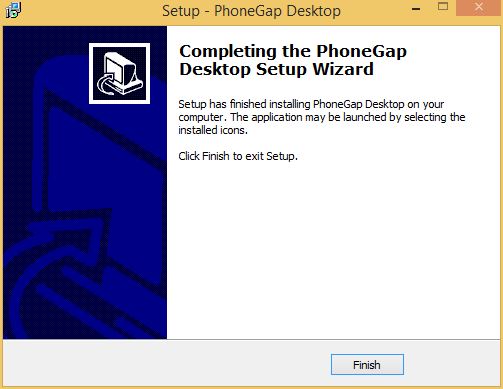 Setup - PhoneGap Desktop
Completing the PhoneGap
Desktop Setup Wizard
Setup has finished installing PhoneGap Desktop on your
computer. The application may be launched by selecting the
installed icons.
Click Finish to exit Setup.
Finish